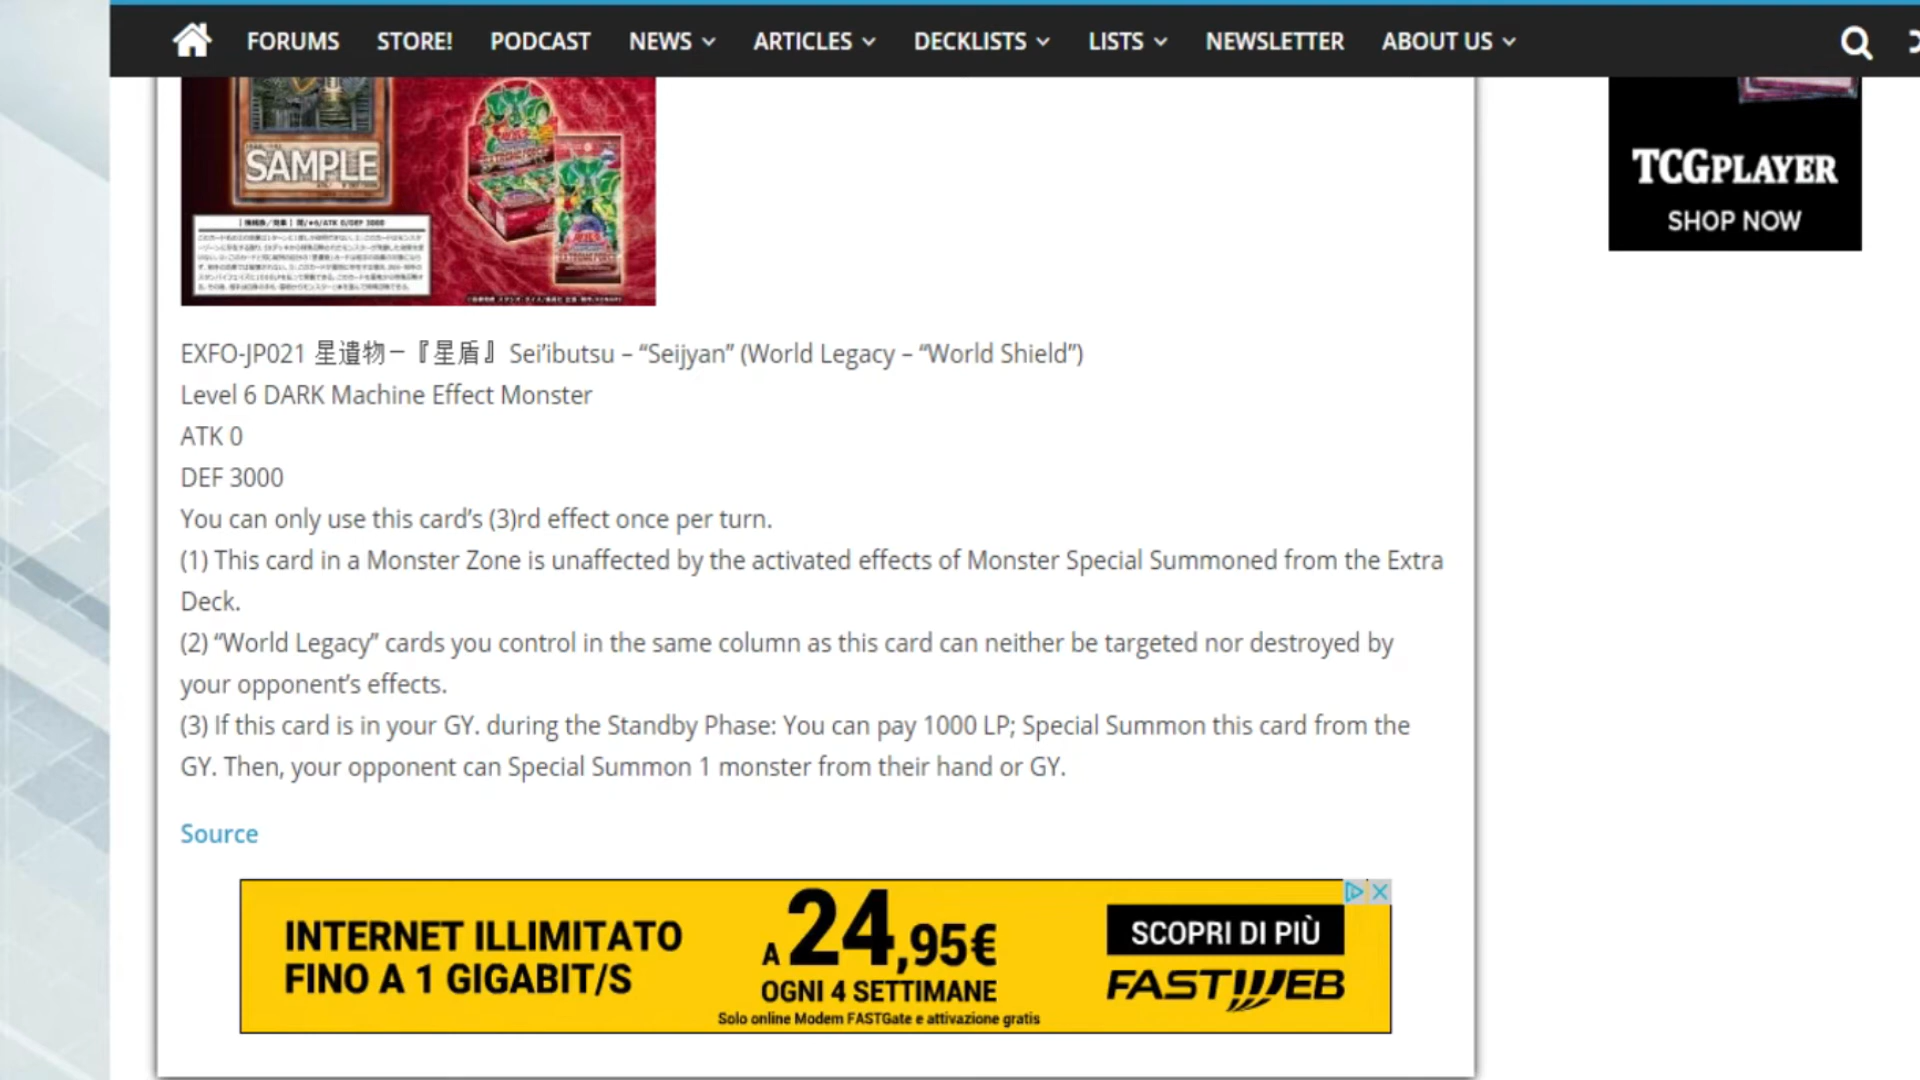 FORUMS STORE! PODCAST NEWS ARTICLES DECKLISTS LISTS NEWSLETTER ABOUT US
SAMPLE
TCGPLAYER
SHOP NOW
EXFO-JP021 星遺物－『星盾』 Sei’ibutsu – “Seijyan” (World Legacy – “World Shield”)
Level 6 DARK Machine Effect Monster
ATK 0
DEF 3000
You can only use this card’s (3)rd effect once per turn.
(1) This card in a Monster Zone is unaffected by the activated effects of Monster Special Summoned from the Extra
Deck.
(2) “World Legacy” cards you control in the same column as this card can neither be targeted nor destroyed by
your opponent’s effects.
(3) If this card is in your GY. during the Standby Phase: You can pay 1000 LP; Special Summon this card from the
GY. Then, your opponent can Special Summon 1 monster from their hand or GY.
Source
INTERNET ILLIMITATO
FINO A 1 GIGABIT/S
A 24,95€
OGNI 4 SETTIMANE
Solo online Modem FASTGate e attivazione gratis
SCOPRI DI PIÙ
FASTWEB